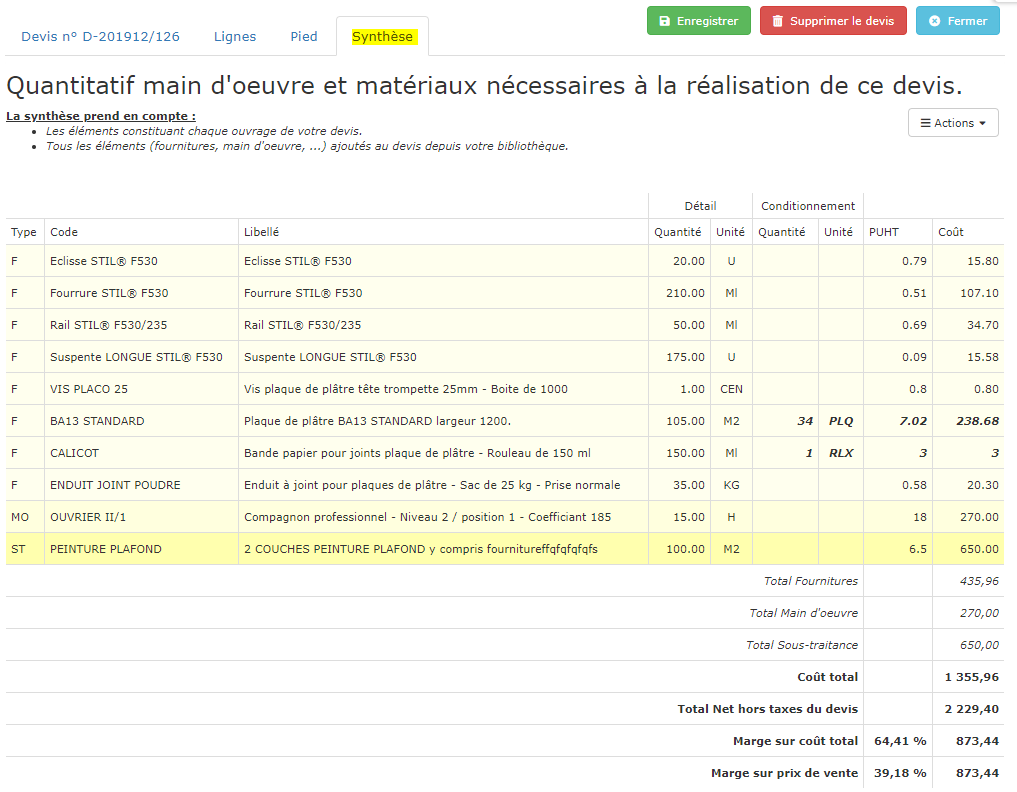 Devis n° D-201912/126 Lignes Pied Synthèse Enregistrer Supprimer le devis Fermer
Quantitatif main d'oeuvre et matériaux nécessaires à la réalisation de ce devis.
La synthèse prend en compte :
Actions
Les éléments constituant chaque ouvrage de votre devis.
Tous les éléments (fournitures, main d'oeuvre, ...) ajoutés au devis depuis votre bibliothèque.
Détail Conditionnement
Type Code Libellé Quantité Unité Quantité Unité PUHT Coût
F Eclisse STIL® F530 Eclisse STIL® F530 20.00 U 0.79 15.80
F Fourrure STIL® F530 Fourrure STIL® F530 210.00 Ml 0.51 107.10
F Rail STIL® F530/235 Rail STIL® F530/235 50.00 Ml 0.69 34.70
F Suspente LONGUE STIL® F530 Suspente LONGUE STIL® F530 175.00 U 0.09 15.58
F VIS PLACO 25 Vis plaque de plâtre tête trompette 25mm - Boite de 1000 1.00 CEN 0.8 0.80
F BA13 STANDARD Plaque de plâtre BA13 STANDARD largeur 1200. 105.00 M2 34 PLQ 7.02 238.68
F CALICOT Bande papier pour joints plaque de plâtre - Rouleau de 150 ml 150.00 Ml 1 RLX 3 3
F ENDUIT JOINT POUDRE Enduit à joint pour plaques de plâtre - Sac de 25 kg - Prise normale 35.00 KG 0.58 20.30
MO OUVRIER II/1 Compagnon professionnel - Niveau 2 / position 1 - Coefficiant 185 15.00 H 18 270.00
ST PEINTURE PLAFOND 2 COUCHES PEINTURE PLAFOND y compris fournitureffqfqfqfqfs 100.00 M2 6.5 650.00
Total Fournitures 435,96
Total Main d'oeuvre 270,00
Total Sous-traitance 650,00
Coût total 1 355,96
Total Net hors taxes du devis 2 229,40
Marge sur coût total 64,41 % 873,44
Marge sur prix de vente 39,18 % 873,44